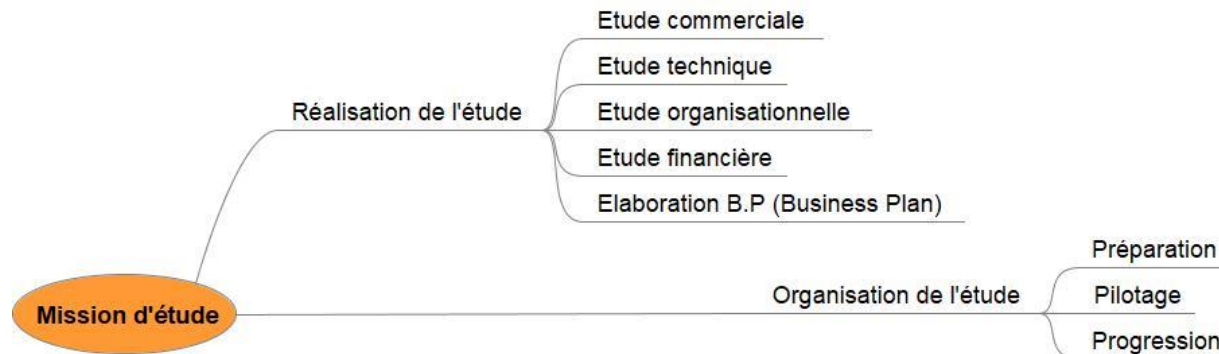 Etude commerciale
Etude technique
Réalisation de l'étude
Etude organisationnelle
Etude financière
Elaboration B.P (Business Plan)
Préparation
Mission d'étude
Organisation de l'étude
Pilotage
Progression